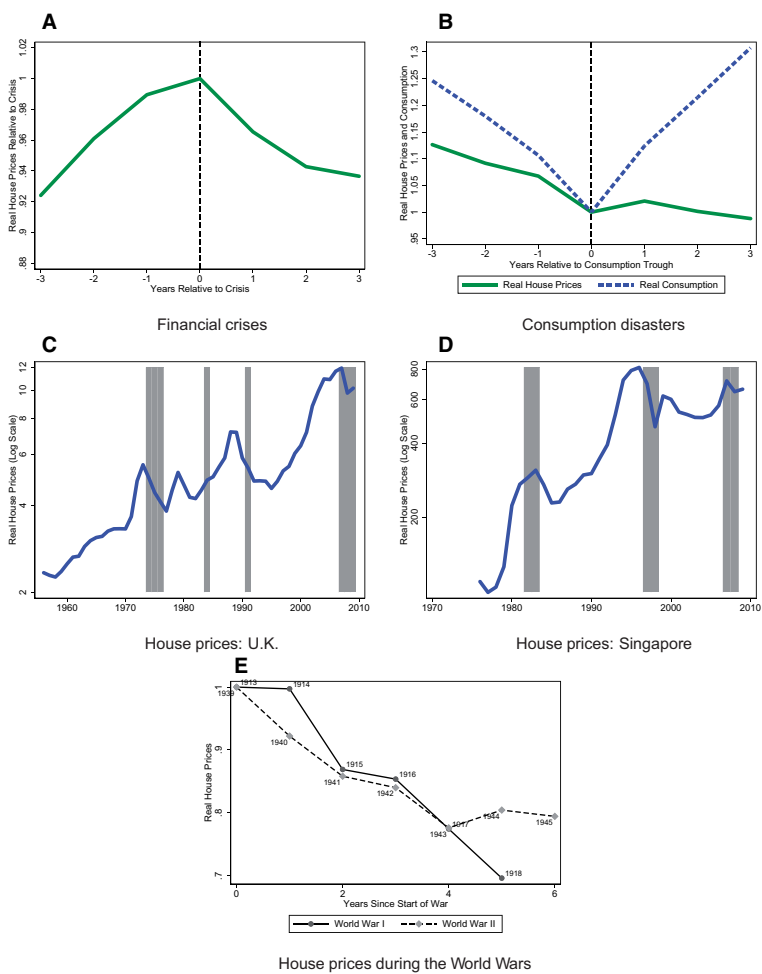 A
Real House Prices Relative to Crisis
1.02
1
.98
.96
.94
.92
.9
.88
-3 -2 -1 0 1 2 3
Years Relative to Crisis
Financial crises
B
Real House Prices and Consumption
1.3
1.25
1.2
1.15
1.1
1.05
1
.95
-3 -2 -1 0 1 2 3
Years Relative to Consumption Trough
Real House Prices Real Consumption
Consumption disasters
C
Real House Prices (Log Scale)
12
10
8
6
4
2
1960 1970 1980 1990 2000 2010
House prices: U.K.
D
Real House Prices (Log Scale)
800
600
400
200
1970 1980 1990 2000 2010
House prices: Singapore
E
Real House Prices
1
.9
.8
.7
1913
1939
1914
1940
1915
1941
1916
1942
1917
1943
1944
1918
1945
0 2 4 6
Years Since Start of War
World War I World War II
House prices during the World Wars